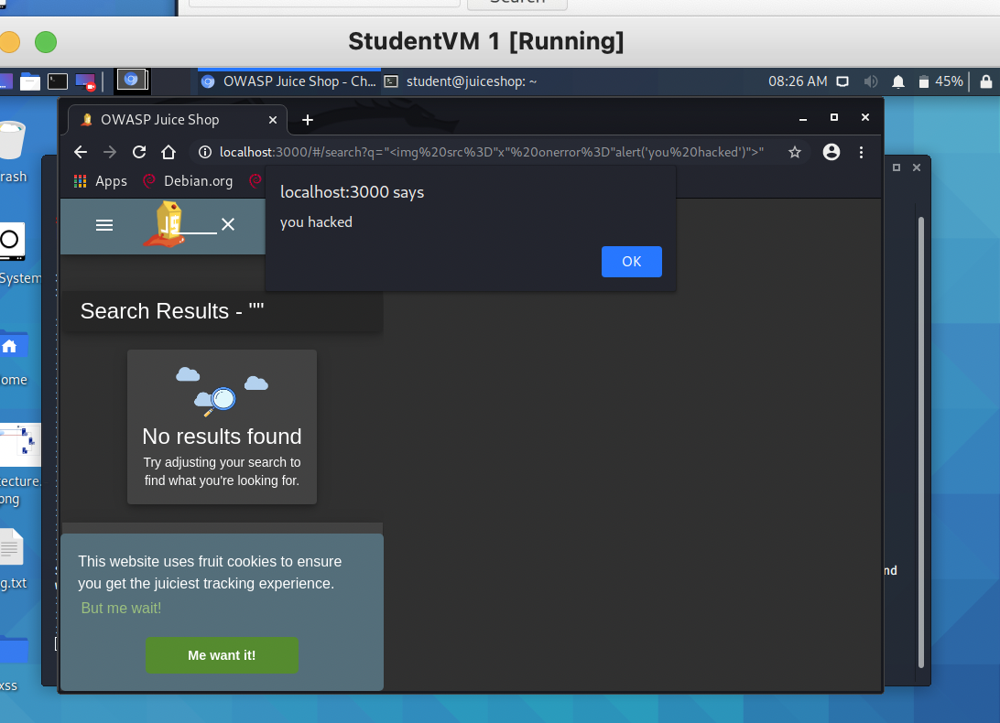 Search
StudentVM 1 [Running]
OWASP Juice Shop - Ch...
student@juiceshop: ~
08:26 AM
45%
OWASP Juice Shop
localhost:3000/#/search?q="<img%20src%3D"x"%20onerror%3D"alert('you%20hacked')">"
Apps
Debian.org
localhost:3000 says
you hacked
OK
JS
Search Results - ""
No results found
Try adjusting your search to
find what you're looking for.
This website uses fruit cookies to ensure
you get the juiciest tracking experience.
But me wait!
Me want it!
rash
System
ome
tecture.
ong
g.txt
xss
nd